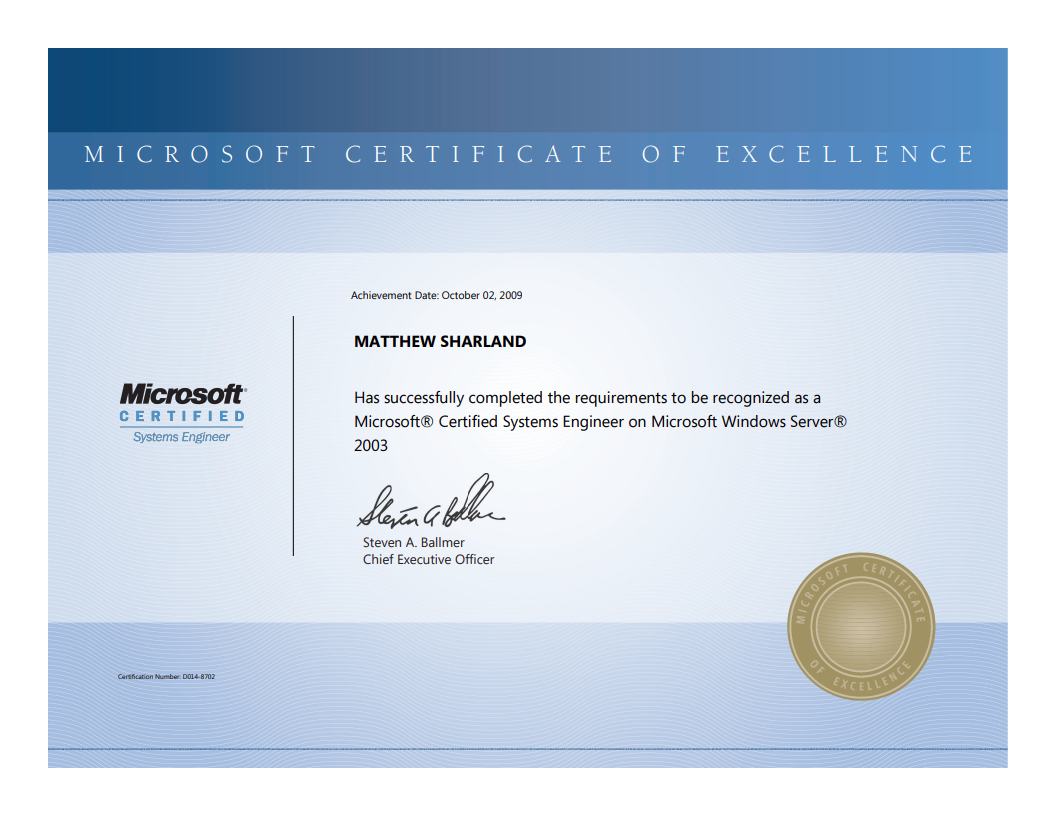 MICROSOFT CERTIFICATE OF EXCELLENCE
Achievement Date: October 02, 2009
MATTHEW SHARLAND
Has successfully completed the requirements to be recognized as a
Microsoft® Certified Systems Engineer on Microsoft Windows Server®
2003
Microsoft®
CERTIFIED
Systems Engineer
Steven A. Ballmer
Steven A. Ballmer
Chief Executive Officer
MICROSOFT CERTIFICATE
OF EXCELLENCE
Certification Number: D014-8702